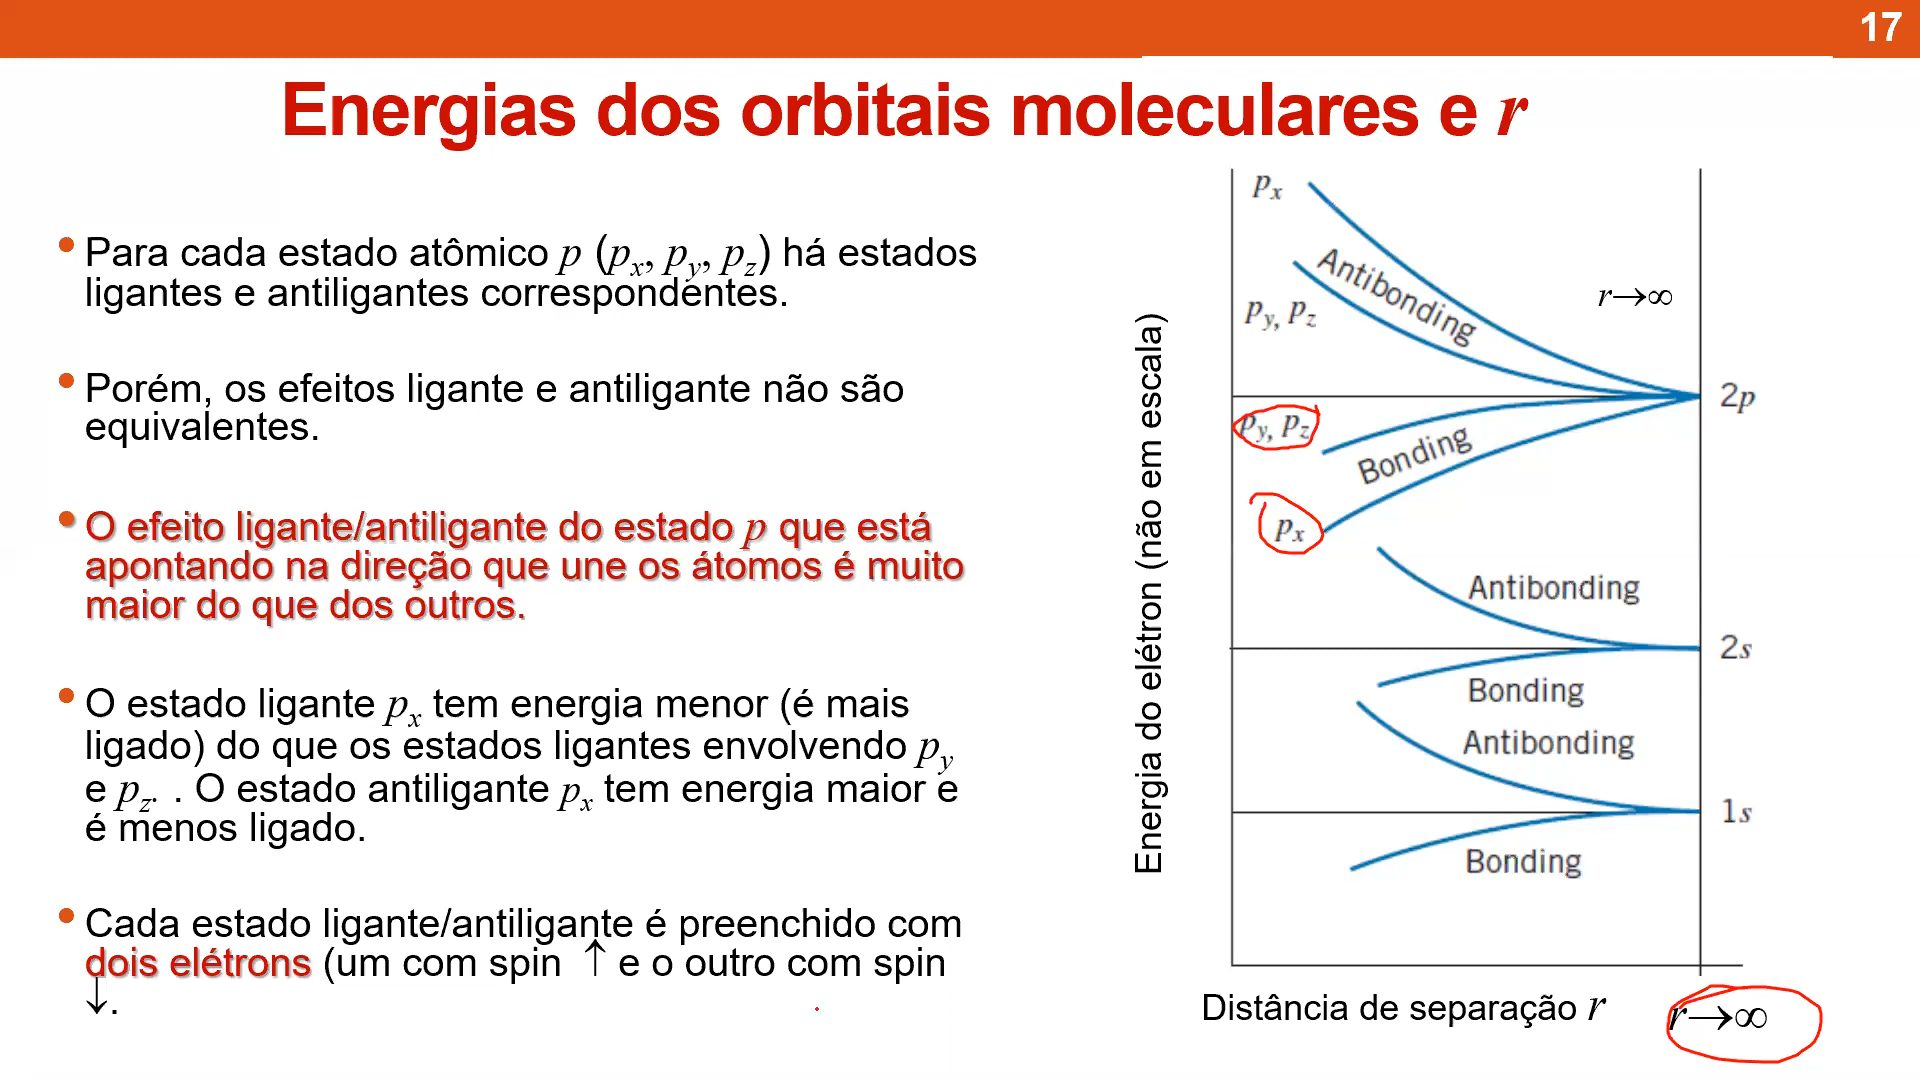 17
Energias dos orbitais moleculares e r
• Para cada estado atômico p (px, py, pz) há estados
ligantes e antiligantes correspondentes.
• Porém, os efeitos ligante e antiligante não são
equivalentes.
• O efeito ligante/antiligante do estado p que está
apontando na direção que une os átomos é muito
maior do que dos outros.
• O estado ligante px tem energia menor (é mais
ligado) do que os estados ligantes envolvendo py
e pz. . O estado antiligante px tem energia maior e
é menos ligado.
• Cada estado ligante/antiligante é preenchido com
dois elétrons (um com spin ↑ e o outro com spin
↓.
Energia do elétron (não em escala)
px
Antibonding
r→∞
py, pz
2p
py, pz
Bonding
px
Antibonding
2s
Bonding
Antibonding
1s
Bonding
Distância de separação r
r→∞